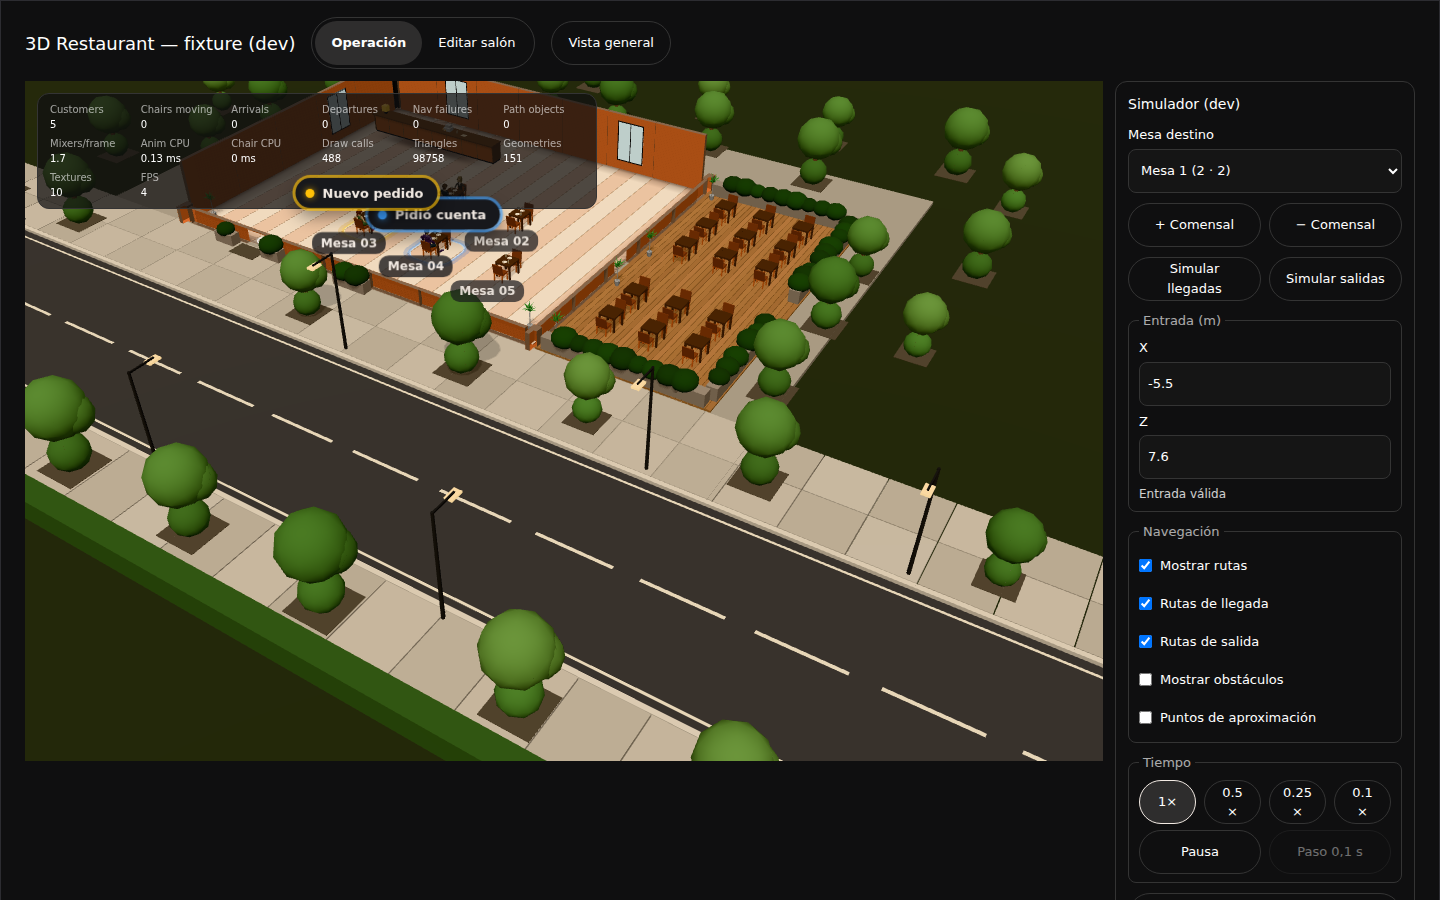 3D Restaurant — fixture (dev)
Operación
Editar salón
Vista general
Customers
5
Chairs moving
0
Arrivals
0
Departures
0
Nav failures
0
Path objects
0
Mixers/frame
1.7
Anim CPU
0.13 ms
Chair CPU
0 ms
Draw calls
488
Triangles
98758
Geometries
151
Textures
10
FPS
4
Nuevo pedido
Pidió cuenta
Mesa 03
Mesa 02
Mesa 04
Mesa 05
Simulador (dev)
Mesa destino
Mesa 1 (2 · 2)
+ Comensal
− Comensal
Simular
llegadas
Simular salidas
Entrada (m)
X
-5.5
Z
7.6
Entrada válida
Navegación
Mostrar rutas
Rutas de llegada
Rutas de salida
Mostrar obstáculos
Puntos de aproximación
Tiempo
1×
0.5
×
0.25
×
0.1
×
Pausa
Paso 0,1 s